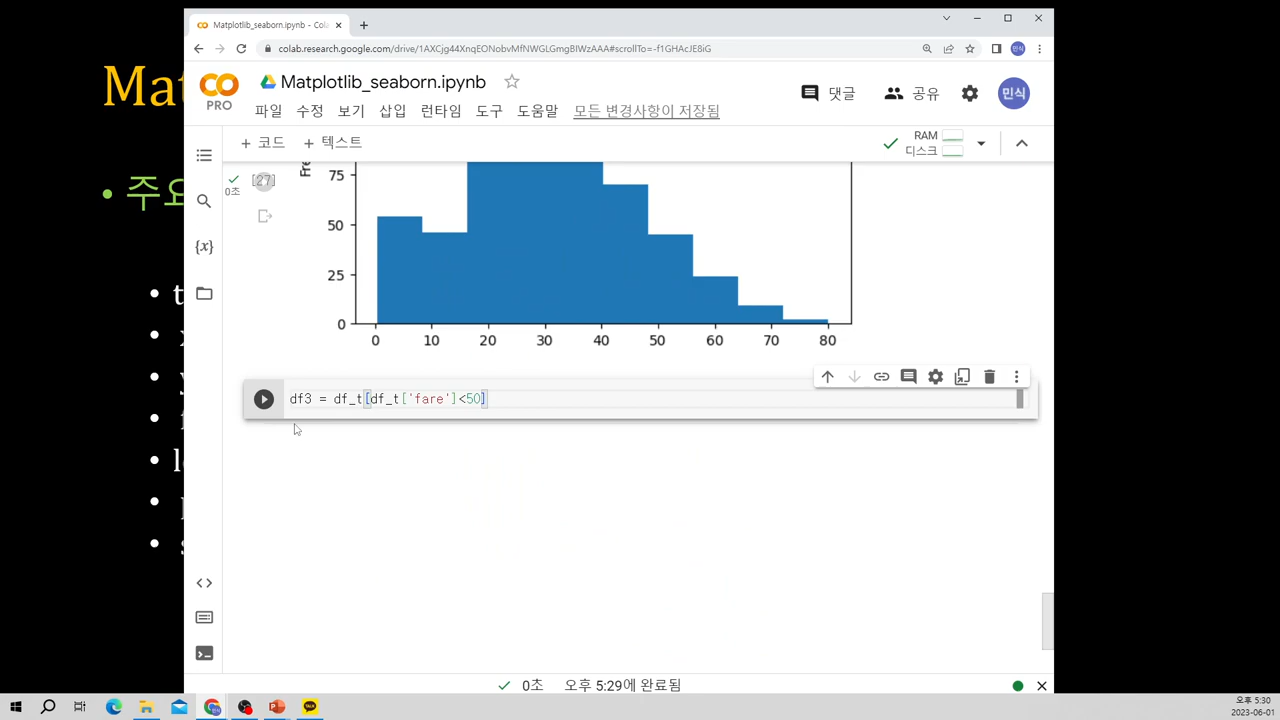 Matplotlib_seaborn.ipynb - Cola
colab.research.google.com/drive/1AXCjg44XnqEONobvMfNWGLGmgBlWzAAA#scrollTo=-f1GHAcJE8iG
민식
Mat
CO
PRO
Matplotlib_seaborn.ipynb
댓글
공유
민식
파일 수정 보기 삽입 런타임 도구 도움말 모든 변경사항이 저장됨
+ 코드 + 텍스트
RAM
디스크
• 주요
{x}
[27]
0초
Fre
75
50
25
0
0 10 20 30 40 50 60 70 80
df3 = df_t[df_t['fare']<50]
• t
0초 오후 5:29에 완료됨
오후 5:30
2023-06-01